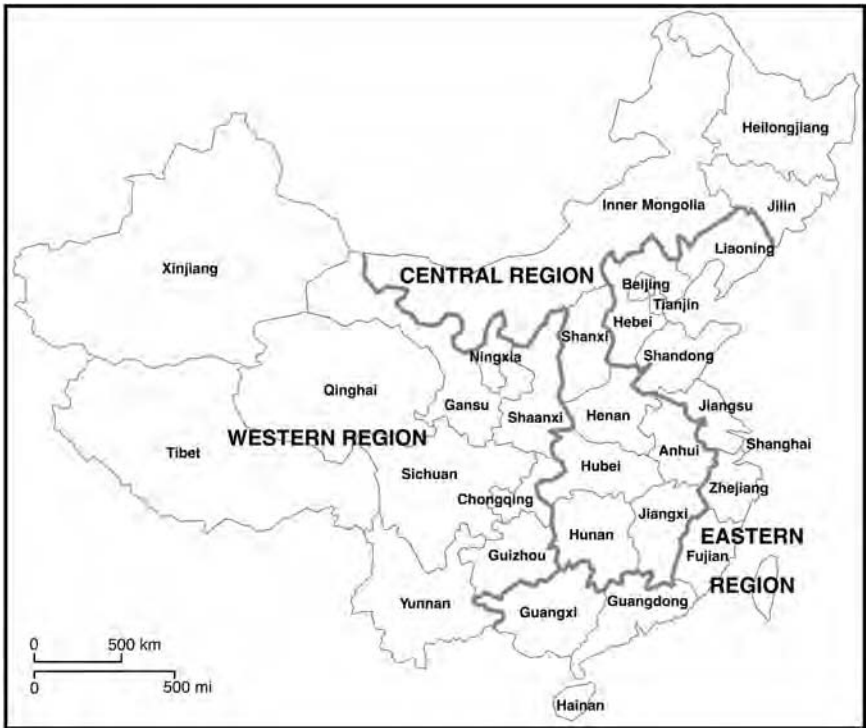 Heilongjiang
Inner Mongolia
Jilin
Liaoning
Xinjiang
CENTRAL REGION
Beijing
Tianjin
Hebei
Shanxi
Ningxia
Shandong
Qinghai
Gansu
Shaanxi
Henan
Jiangsu
WESTERN REGION
Shanghai
Tibet
Anhui
Sichuan
Hubei
Zhejiang
Chongqing
Jiangxi
Hunan
EASTERN
Guizhou
Fujian
REGION
Yunnan
Guangxi
Guangdong
0 500 km
0 500 mi
Hainan